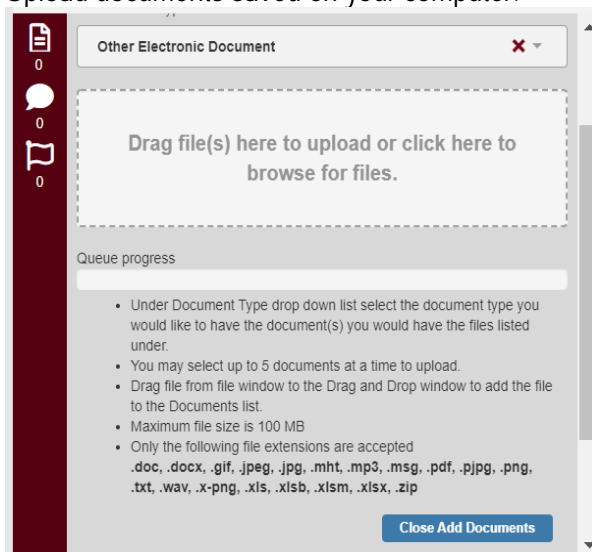 Upload documents saved on your computer.
Other Electronic Document
0
0
0
Drag file(s) here to upload or click here to
browse for files.
Queue progress
• Under Document Type drop down list select the document type you
would like to have the document(s) you would have the files listed
under.
• You may select up to 5 documents at a time to upload.
• Drag file from file window to the Drag and Drop window to add the file
to the Documents list.
• Maximum file size is 100 MB
• Only the following file extensions are accepted
.doc, .docx, .gif, .jpeg, .jpg, .mht, .mp3, .msg, .pdf, .pjpg, .png,
.txt, .wav, .x-png, .xls, .xlsb, .xlsm, .xlsx, .zip
Close Add Documents